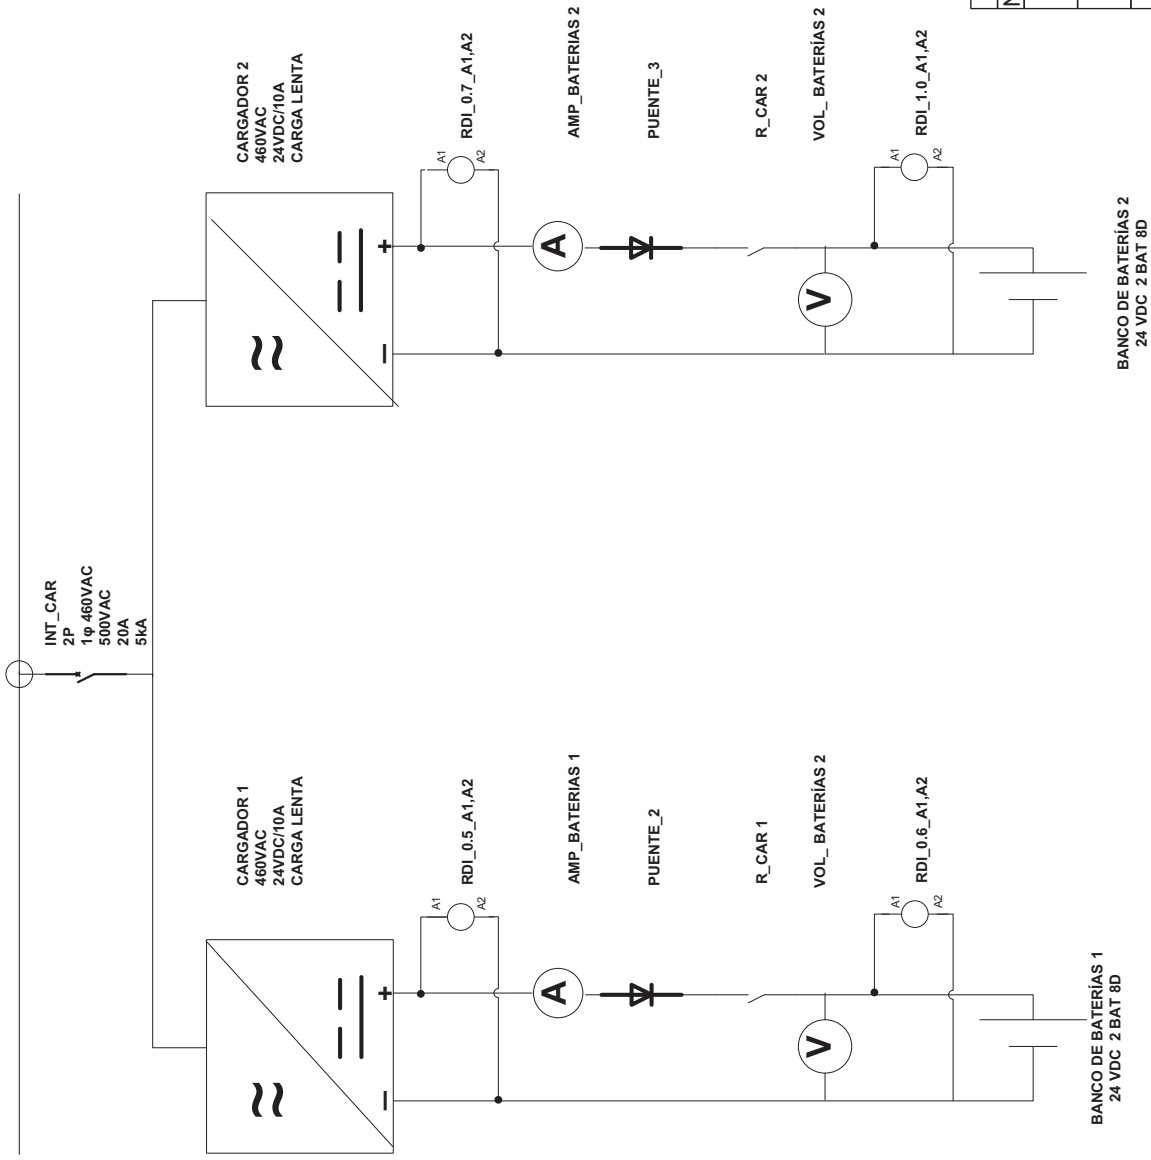 INT_CAR
2P
1φ 460VAC
500VAC
20A
5kA
CARGADOR 1
460VAC
24VDC/10A
CARGA LENTA
+
−
A1
A2
RDI_0.5_A1,A2
A
AMP_BATERIAS 1
PUENTE_2
R_CAR 1
V
VOL_ BATERÍAS 2
A1
A2
RDI_0.6_A1,A2
BANCO DE BATERÍAS 1
24 VDC 2 BAT 8D
CARGADOR 2
460VAC
24VDC/10A
CARGA LENTA
+
−
A1
A2
RDI_0.7_A1,A2
A
AMP_BATERIAS 2
PUENTE_3
R_CAR 2
V
VOL_ BATERÍAS 2
A1
A2
RDI_1.0_A1,A2
BANCO DE BATERÍAS 2
24 VDC 2 BAT 8D